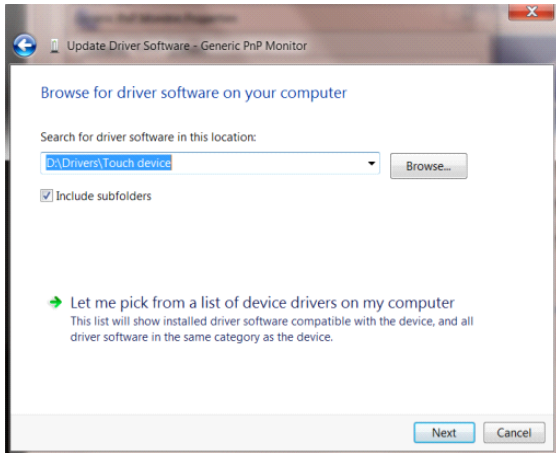 Update Driver Software - Generic PnP Monitor
Browse for driver software on your computer
Search for driver software in this location:
D:\Drivers\Touch device
Browse...
Include subfolders
Let me pick from a list of device drivers on my computer
This list will show installed driver software compatible with the device, and all
driver software in the same category as the device.
Next
Cancel